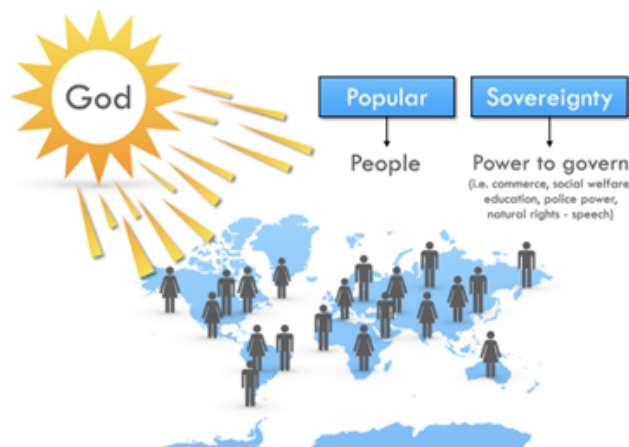 God
Popular
Sovereignty
People
Power to govern
(i.e. commerce, social welfare
education, police power,
natural rights - speech)